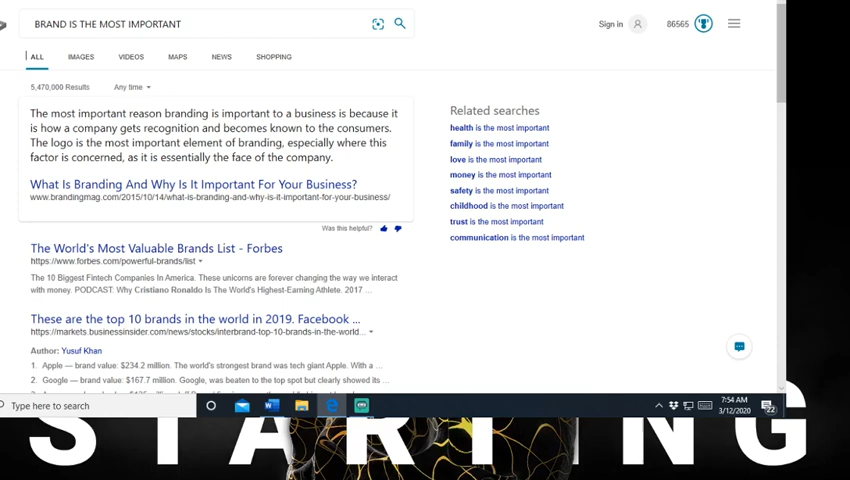 BRAND IS THE MOST IMPORTANT
Sign in
86565
ALL IMAGES VIDEOS MAPS NEWS SHOPPING
5,470,000 Results Any time
The most important reason branding is important to a business is because it
is how a company gets recognition and becomes known to the consumers.
The logo is the most important element of branding, especially where this
factor is concerned, as it is essentially the face of the company.
What Is Branding And Why Is It Important For Your Business?
www.brandingmag.com/2015/10/14/what-is-branding-and-why-is-it-important-for-your-business/
Was this helpful?
The World's Most Valuable Brands List - Forbes
https://www.forbes.com/powerful-brands/list
The 10 Biggest Fintech Companies In America. These unicorns are forever changing the way we interact
with money. PODCAST: Why Cristiano Ronaldo Is The World's Highest-Earning Athlete. 2017 ...
These are the top 10 brands in the world in 2019. Facebook ...
https://markets.businessinsider.com/news/stocks/interbrand-top-10-brands-in-the-world...
Author: Yusuf Khan
1. Apple — brand value: $234.2 million. The world's strongest brand was tech giant Apple. With a ...
2. Google — brand value: $167.7 million. Google, was beaten to the top spot but clearly showed its ...
Related searches
health is the most important
family is the most important
love is the most important
money is the most important
safety is the most important
childhood is the most important
trust is the most important
communication is the most important
Type here to search
7:54 AM
3/12/2020
22
STARTING